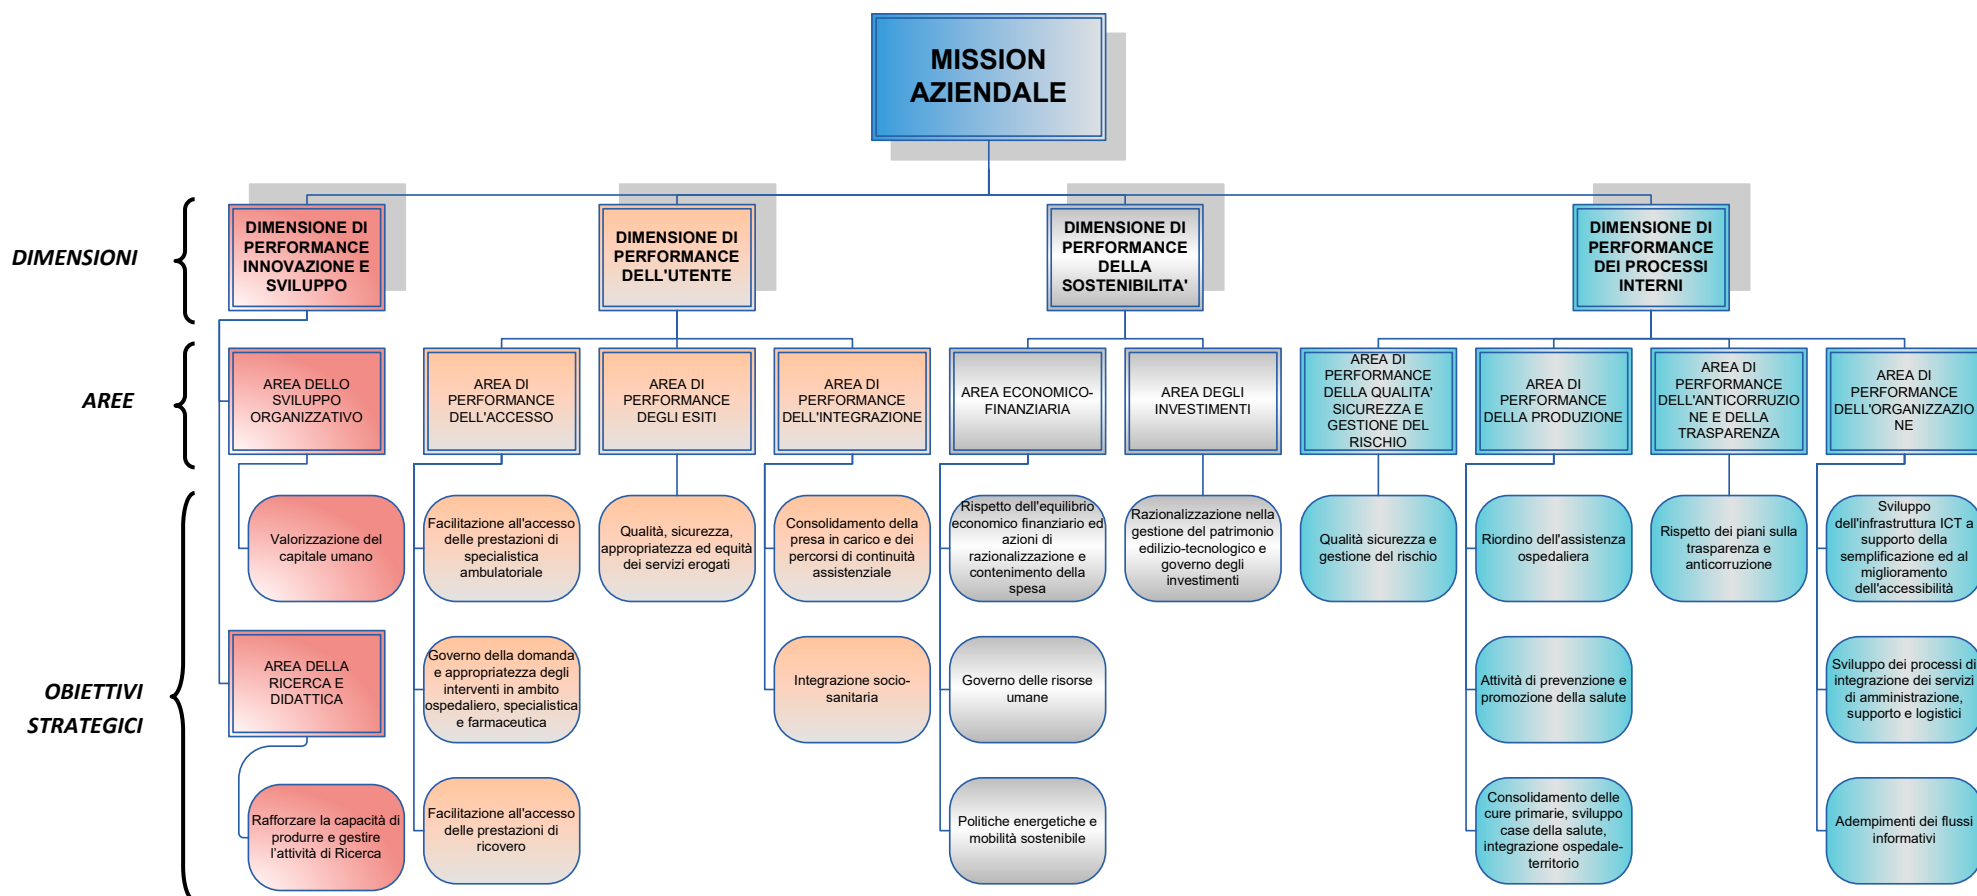 MISSION
AZIENDALE
DIMENSIONI
DIMENSIONE DI
PERFORMANCE
INNOVAZIONE E
SVILUPPO
DIMENSIONE DI
PERFORMANCE
DELL'UTENTE
DIMENSIONE DI
PERFORMANCE
DELLA
SOSTENIBILITA'
DIMENSIONE DI
PERFORMANCE
DEI PROCESSI
INTERNI
AREE
AREA DELLO
SVILUPPO
ORGANIZZATIVO
AREA DI
PERFORMANCE
DELL'ACCESSO
AREA DI
PERFORMANCE
DEGLI ESITI
AREA DI
PERFORMANCE
DELL'INTEGRAZIONE
AREA ECONOMICO-
FINANZIARIA
AREA DEGLI
INVESTIMENTI
AREA DI
PERFORMANCE
DELLA QUALITA'
SICUREZZA E
GESTIONE DEL
RISCHIO
AREA DI
PERFORMANCE
DELLA PRODUZIONE
AREA DI
PERFORMANCE
DELL'ANTICORRUZIO
NE E DELLA
TRASPARENZA
AREA DI
PERFORMANCE
DELL'ORGANIZZAZIO
NE
OBIETTIVI
STRATEGICI
Valorizzazione del
capitale umano
Facilitazione all'accesso
delle prestazioni di
specialistica
ambulatoriale
Qualità, sicurezza,
appropriatezza ed equità
dei servizi erogati
Consolidamento della
presa in carico e dei
percorsi di continuità
assistenziale
Rispetto dell'equilibrio
economico finanziario ed
azioni di
razionalizzazione e
contenimento della
spesa
Razionalizzazione nella
gestione del patrimonio
edilizio-tecnologico e
governo degli
investimenti
Qualità sicurezza e
gestione del rischio
Riordino dell'assistenza
ospedaliera
Rispetto dei piani sulla
trasparenza e
anticorruzione
Sviluppo
dell'infrastruttura ICT a
supporto della
semplificazione ed al
miglioramento
dell'accessibilità
AREA DELLA
RICERCA E
DIDATTICA
Governo della domanda
e appropriatezza degli
interventi in ambito
ospedaliero, specialistica
e farmaceutica
Integrazione socio-
sanitaria
Governo delle risorse
umane
Attività di prevenzione e
promozione della salute
Sviluppo dei processi di
integrazione dei servizi
di amministrazione,
supporto e logistici
Rafforzare la capacità di
produrre e gestire
l'attività di Ricerca
Facilitazione all'accesso
delle prestazioni di
ricovero
Politiche energetiche e
mobilità sostenibile
Consolidamento delle
cure primarie, sviluppo
case della salute,
integrazione ospedale-
territorio
Adempimenti dei flussi
informativi